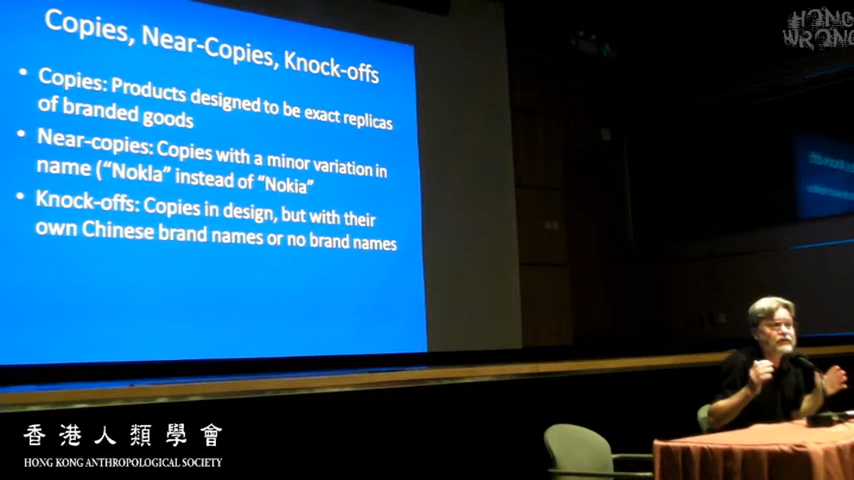 Copies, Near-Copies, Knock-offs
• Copies: Products designed to be exact replicas
of branded goods
• Near-copies: Copies with a minor variation in
name (“Nokla” instead of “Nokia”
• Knock-offs: Copies in design, but with their
own Chinese brand names or no brand names
HONG
WRONG
香港人類學會
HONG KONG ANTHROPOLOGICAL SOCIETY